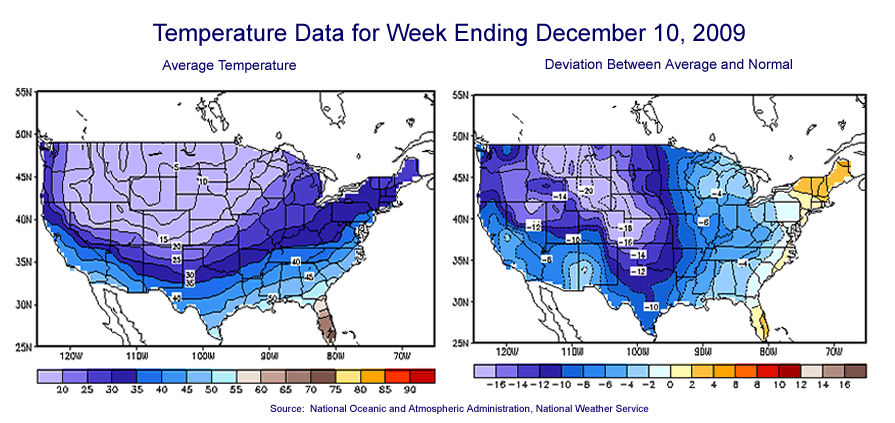 Temperature Data for Week Ending December 10, 2009
Average Temperature
Deviation Between Average and Normal
55N
50N
45N
40N
35N
30N
25N
5
10
15
20
25
30
35
40
40
45
50
120W 110W 100W 90W 80W 70W
20 25 30 35 40 45 50 55 60 65 70 75 80 85 90
55N
50N
45N
40N
35N
30N
25N
-20
-14
-4
-12
-18
-6
-10
-16
-8
-14
-4
-12
-10
120W 110W 100W 90W 80W 70W
-16 -14 -12 -10 -8 -6 -4 -2 0 2 4 8 8 10 12 14 16
Source: National Oceanic and Atmospheric Administration, National Weather Service